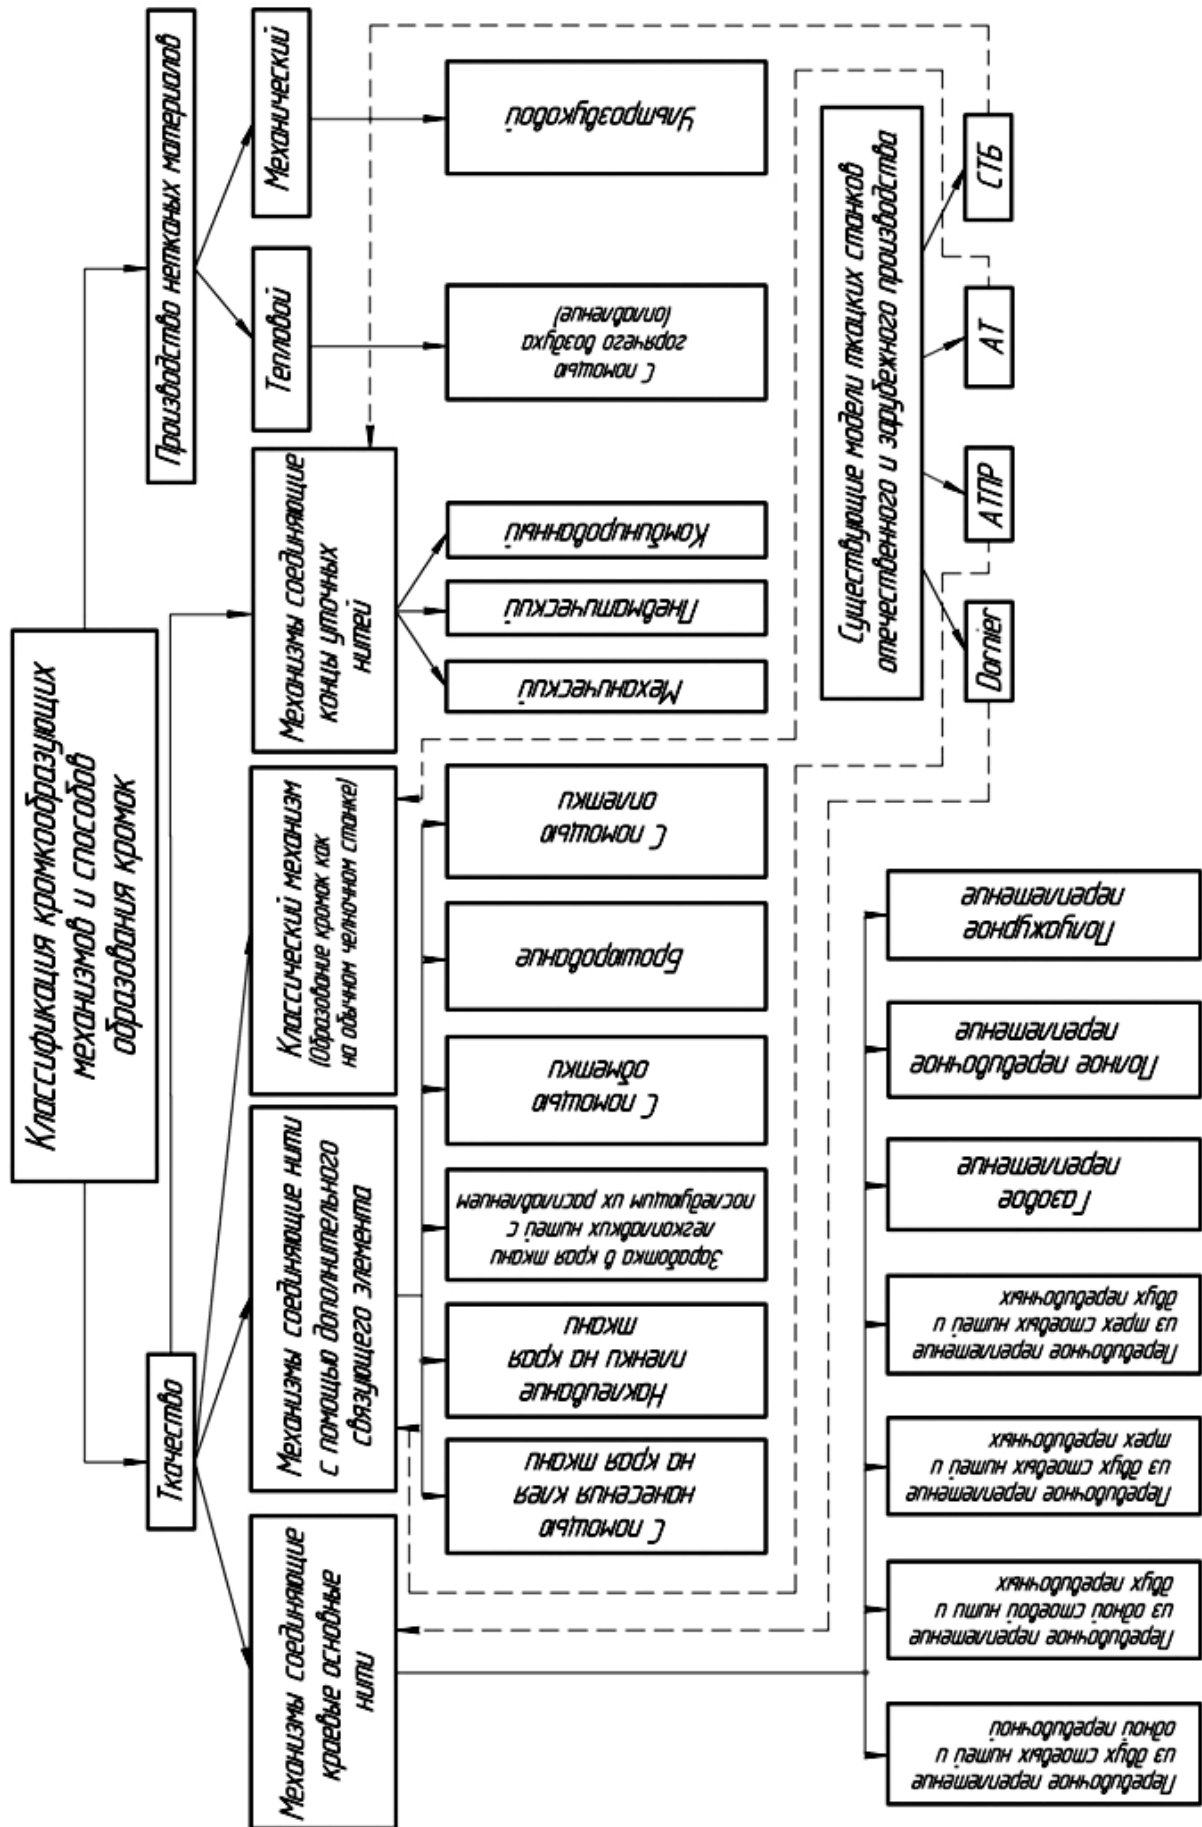 Классификация кромкообразующих
механизмов и способов
образования кромок
Ткачество
Производство нетканых материалов
Механизмы соединяющие
краевые основные
нити
Механизмы соединяющие нити
с помощью дополнительного
связующего элемента
Классический механизм
(Образование кромок как
на обычном челночном станке)
Механизмы соединяющие
концы уточных
нитей
Тепловой
Механический
С помощью
нанесения клея
на края ткани
Наклеивание
пленки на края
ткани
Заработка в края ткани
легкоплавких нитей с
последующим их расплавлением
С помощью
обметки
Брошюрование
С помощью
оплетки
Механический
Пневматический
Комбинированный
С помощью
горячего воздуха
(оплавление)
Ультразвуковой
Существующие модели ткацких станков
отечественного и зарубежного производства
Dornier
АТПР
АТ
СТБ
Перевивочное переплетение
из двух стоевых нитей и
одной перевивочной
Перевивочное переплетение
из одной стоевой нити и
двух перевивочных
Перевивочное переплетение
из двух стоевых нитей и
трех перевивочных
Перевивочное переплетение
из трех стоевых нитей и
двух перевивочных
Газовое
переплетение
Полное перевивочное
переплетение
Полуажурное
переплетение